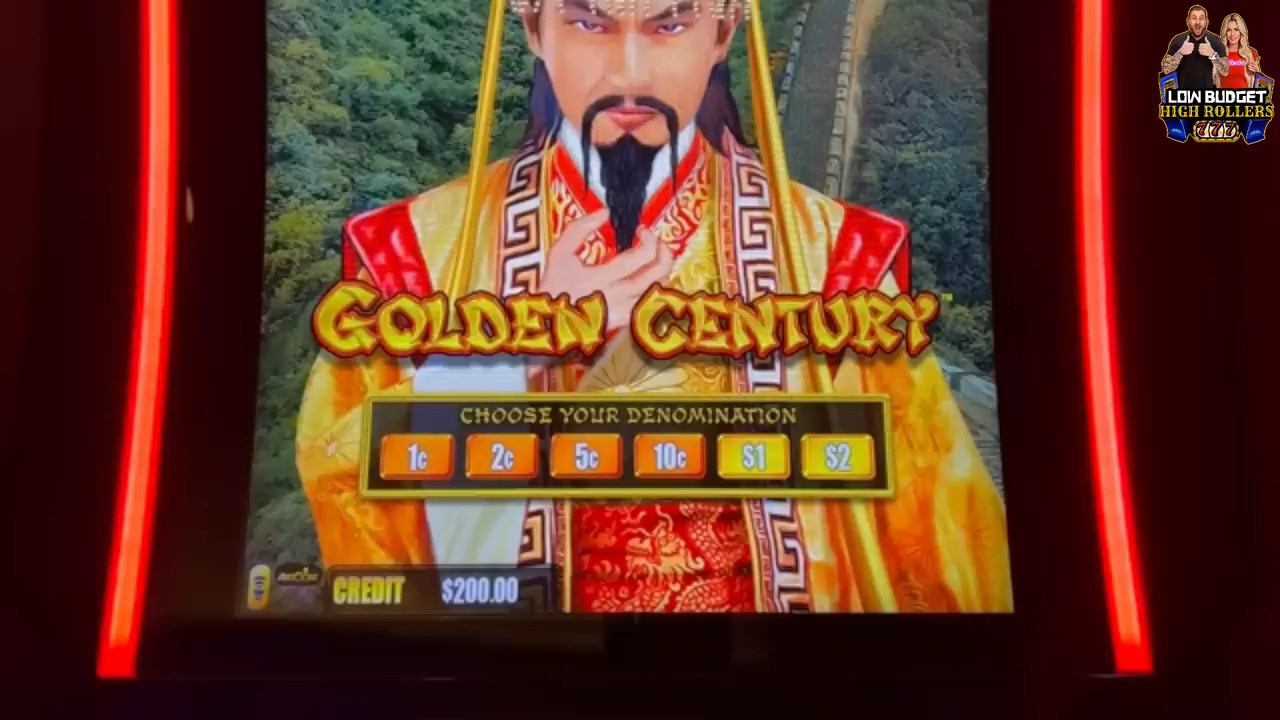 LOW BUDGET
HIGH ROLLERS
777
GOLDEN CENTURY
CHOOSE YOUR DENOMINATION
1c 2c 5c 10c $1 $2
CREDIT $200.00